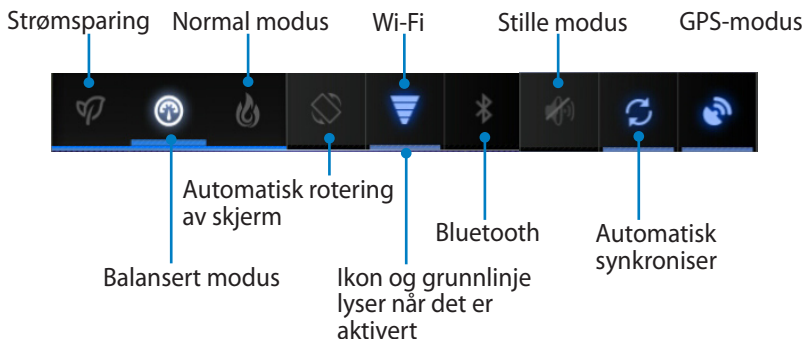 Strømsparing
Normal modus
Wi-Fi
Stille modus
GPS-modus
Automatisk rotering
av skjerm
Bluetooth
Automatisk
synkroniser
Balansert modus
Ikon og grunnlinje
lyser når det er
aktivert